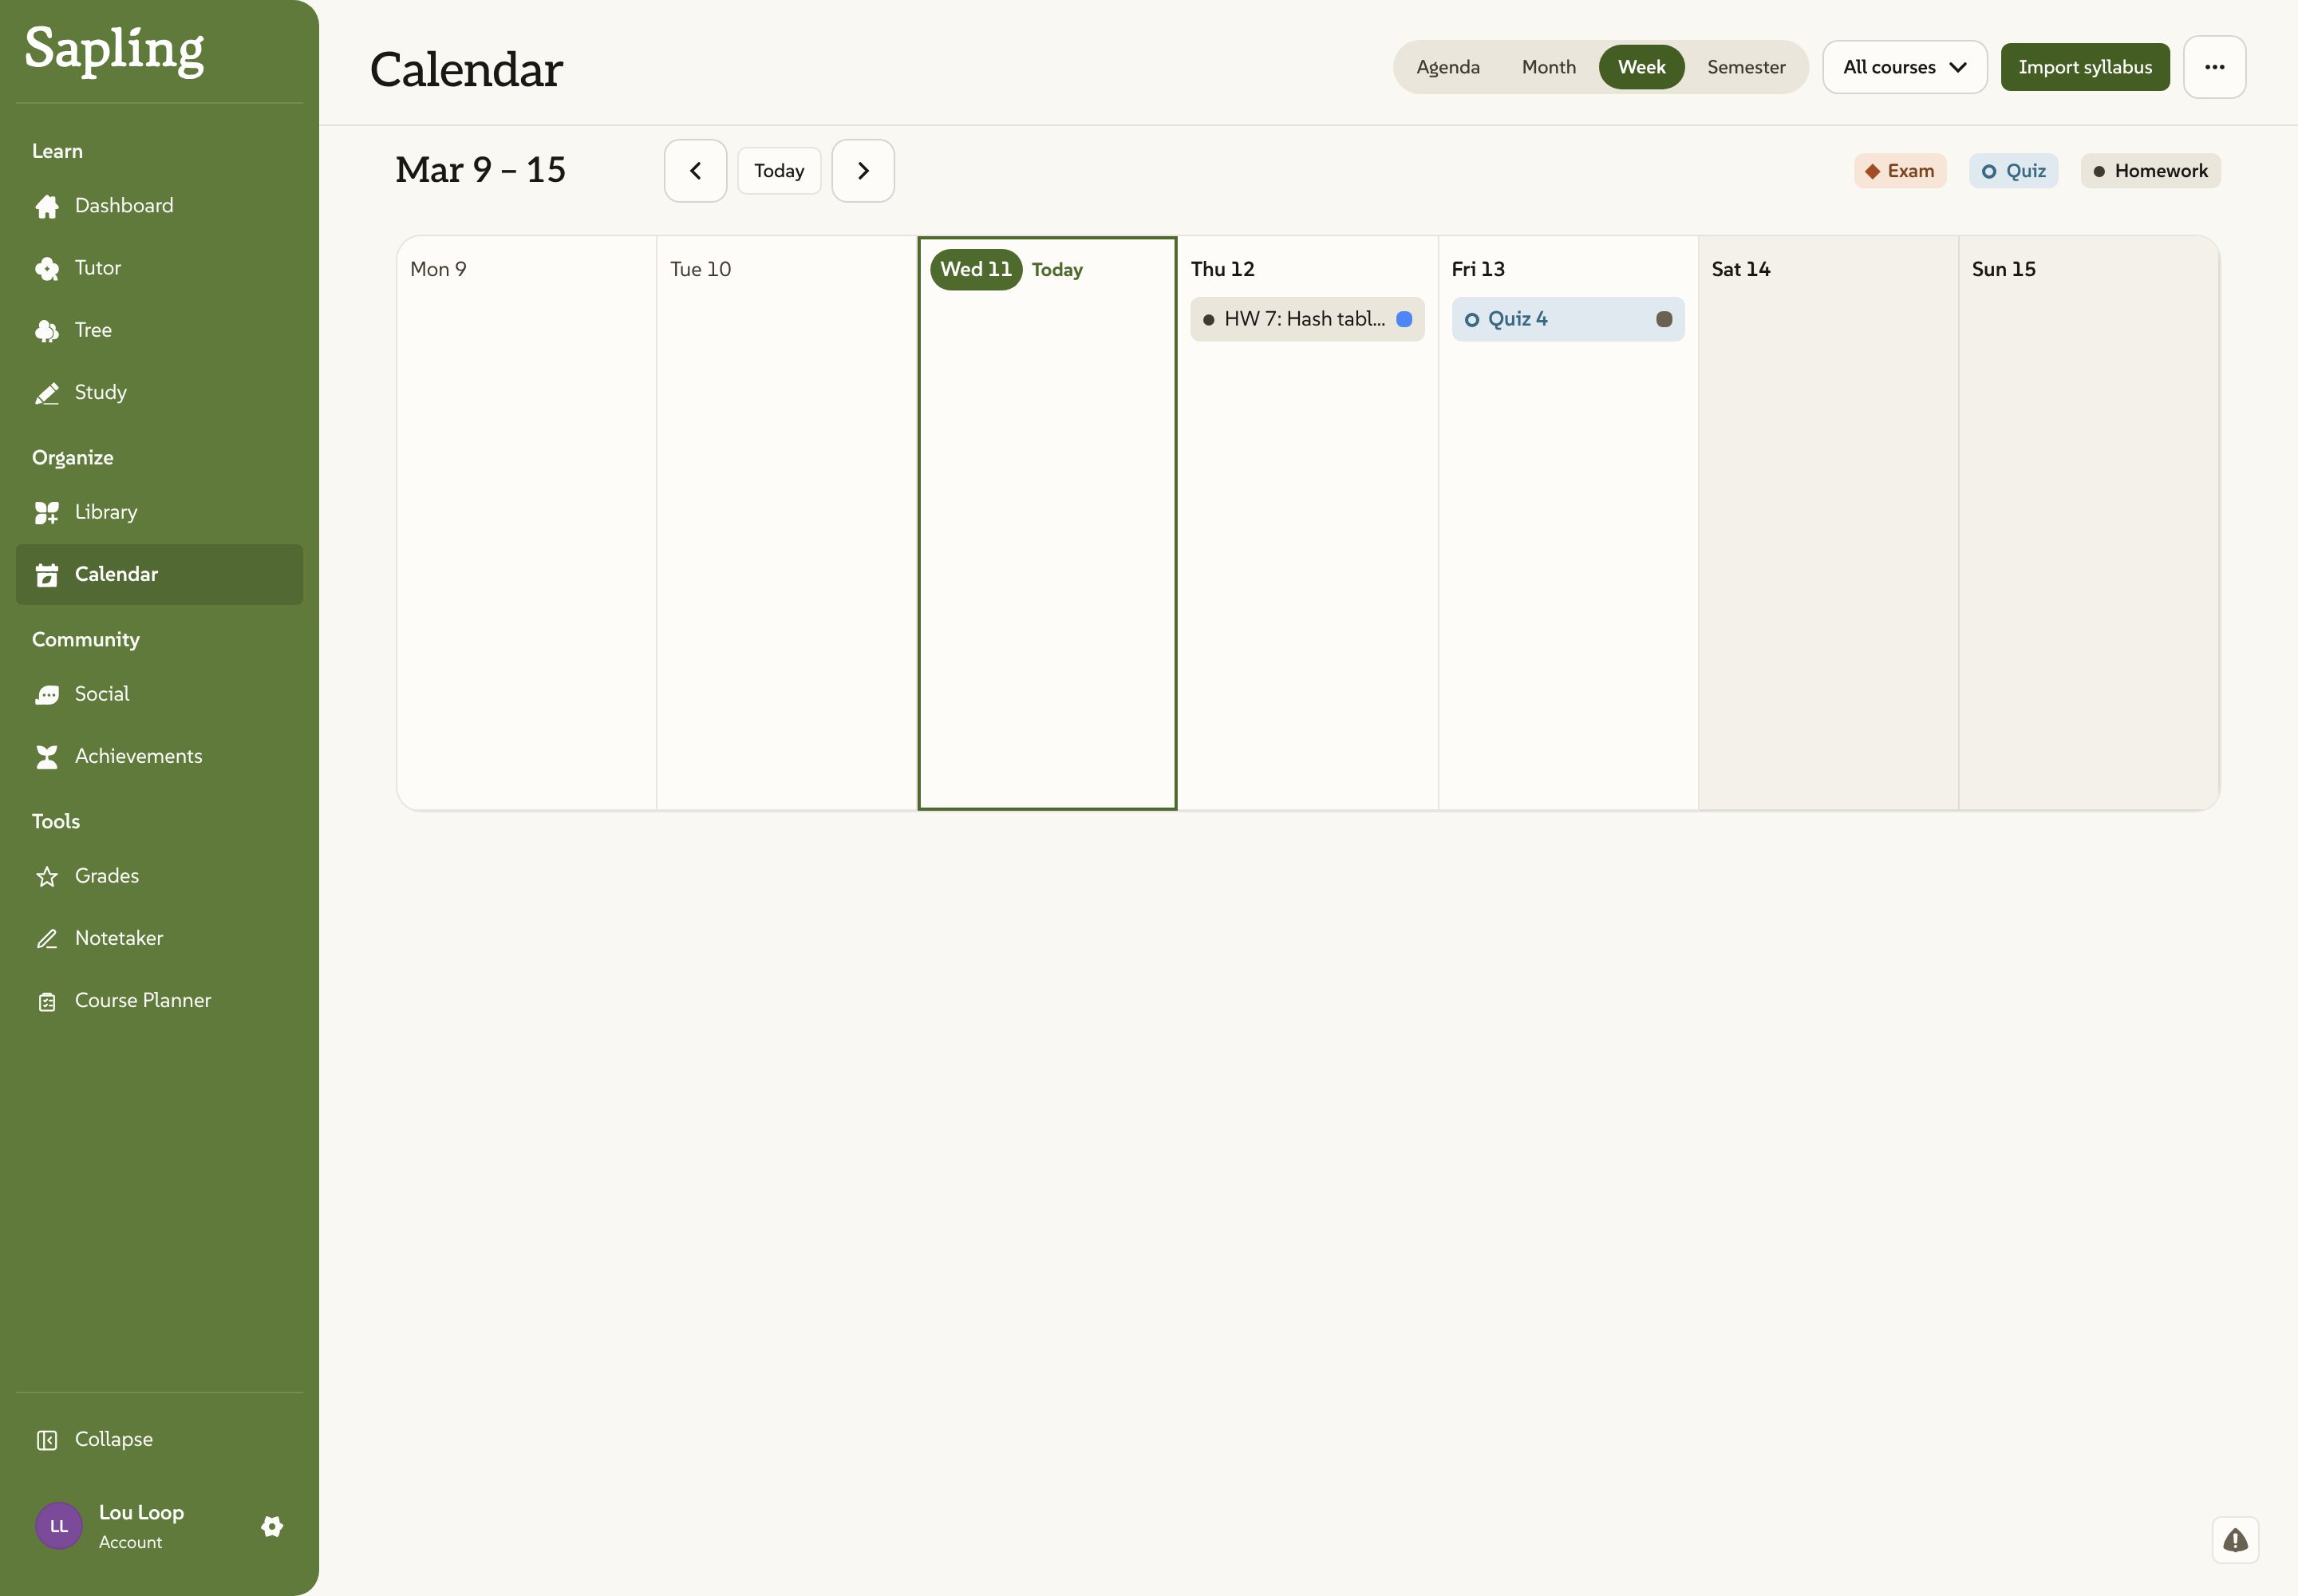 Sapling
Learn
Dashboard
Tutor
Tree
Study
Organize
Library
Calendar
Community
Social
Achievements
Tools
Grades
Notetaker
Course Planner
Collapse
LL
Lou Loop
Account
Calendar
Agenda Month Week Semester All courses Import syllabus
Mar 9 – 15 Today Exam Quiz Homework
Mon 9 Tue 10 Wed 11 Today Thu 12 Fri 13 Sat 14 Sun 15
HW 7: Hash tabl... Quiz 4